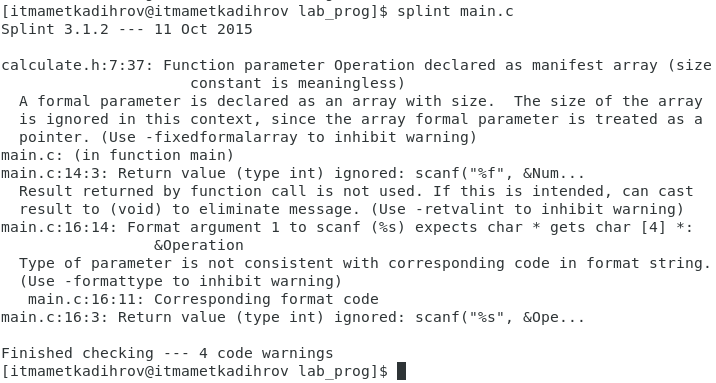 [itmametkadihrov@itmametkadihrov lab_prog]$ splint main.c
Splint 3.1.2 --- 11 Oct 2015
calculate.h:7:37: Function parameter Operation declared as manifest array (size
constant is meaningless)
A formal parameter is declared as an array with size.  The size of the array
is ignored in this context, since the array formal parameter is treated as a
pointer. (Use -fixedformalarray to inhibit warning)
main.c: (in function main)
main.c:14:3: Return value (type int) ignored: scanf("%f", &Num...
Result returned by function call is not used. If this is intended, can cast
result to (void) to eliminate message. (Use -retvalint to inhibit warning)
main.c:16:14: Format argument 1 to scanf (%s) expects char * gets char [4] *:
&Operation
Type of parameter is not consistent with corresponding code in format string.
(Use -formattype to inhibit warning)
main.c:16:11: Corresponding format code
main.c:16:3: Return value (type int) ignored: scanf("%s", &Ope...
Finished checking --- 4 code warnings
[itmametkadihrov@itmametkadihrov lab_prog]$